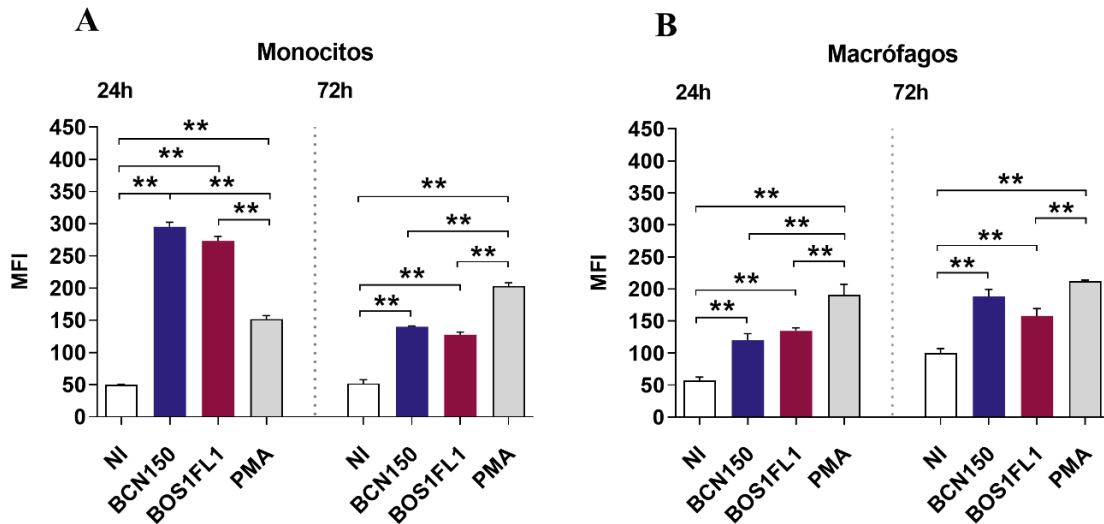 A
Monocitos
24h
72h
MFI
450
400
350
300
250
200
150
100
50
0
**
**
**
**
**
**
**
**
**
**
NI
BCN150
BOS1FL1
PMA
NI
BCN150
BOS1FL1
PMA
B
Macrófagos
24h
72h
MFI
450
400
350
300
250
200
150
100
50
0
**
**
**
**
**
**
**
**
**
NI
BCN150
BOS1FL1
PMA
NI
BCN150
BOS1FL1
PMA